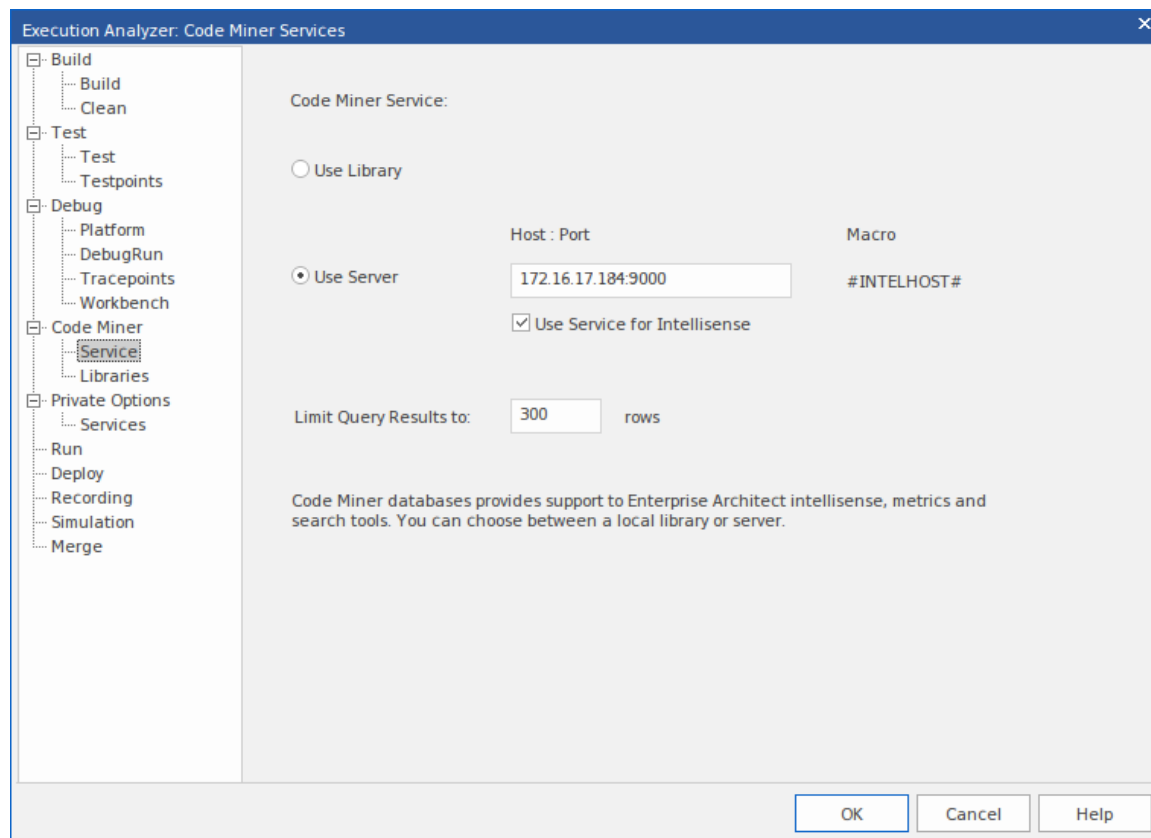 Execution Analyzer: Code Miner Services
Build
Build
Clean
Test
Test
Testpoints
Debug
Platform
DebugRun
Tracepoints
Workbench
Code Miner
Service
Libraries
Private Options
Services
Run
Deploy
Recording
Simulation
Merge
Code Miner Service:
Use Library
Host : Port Macro
Use Server 172.16.17.184:9000 #INTELHOST#
Use Service for Intellisense
Limit Query Results to: 300 rows
Code Miner databases provides support to Enterprise Architect intellisense, metrics and
search tools. You can choose between a local library or server.
OK Cancel Help